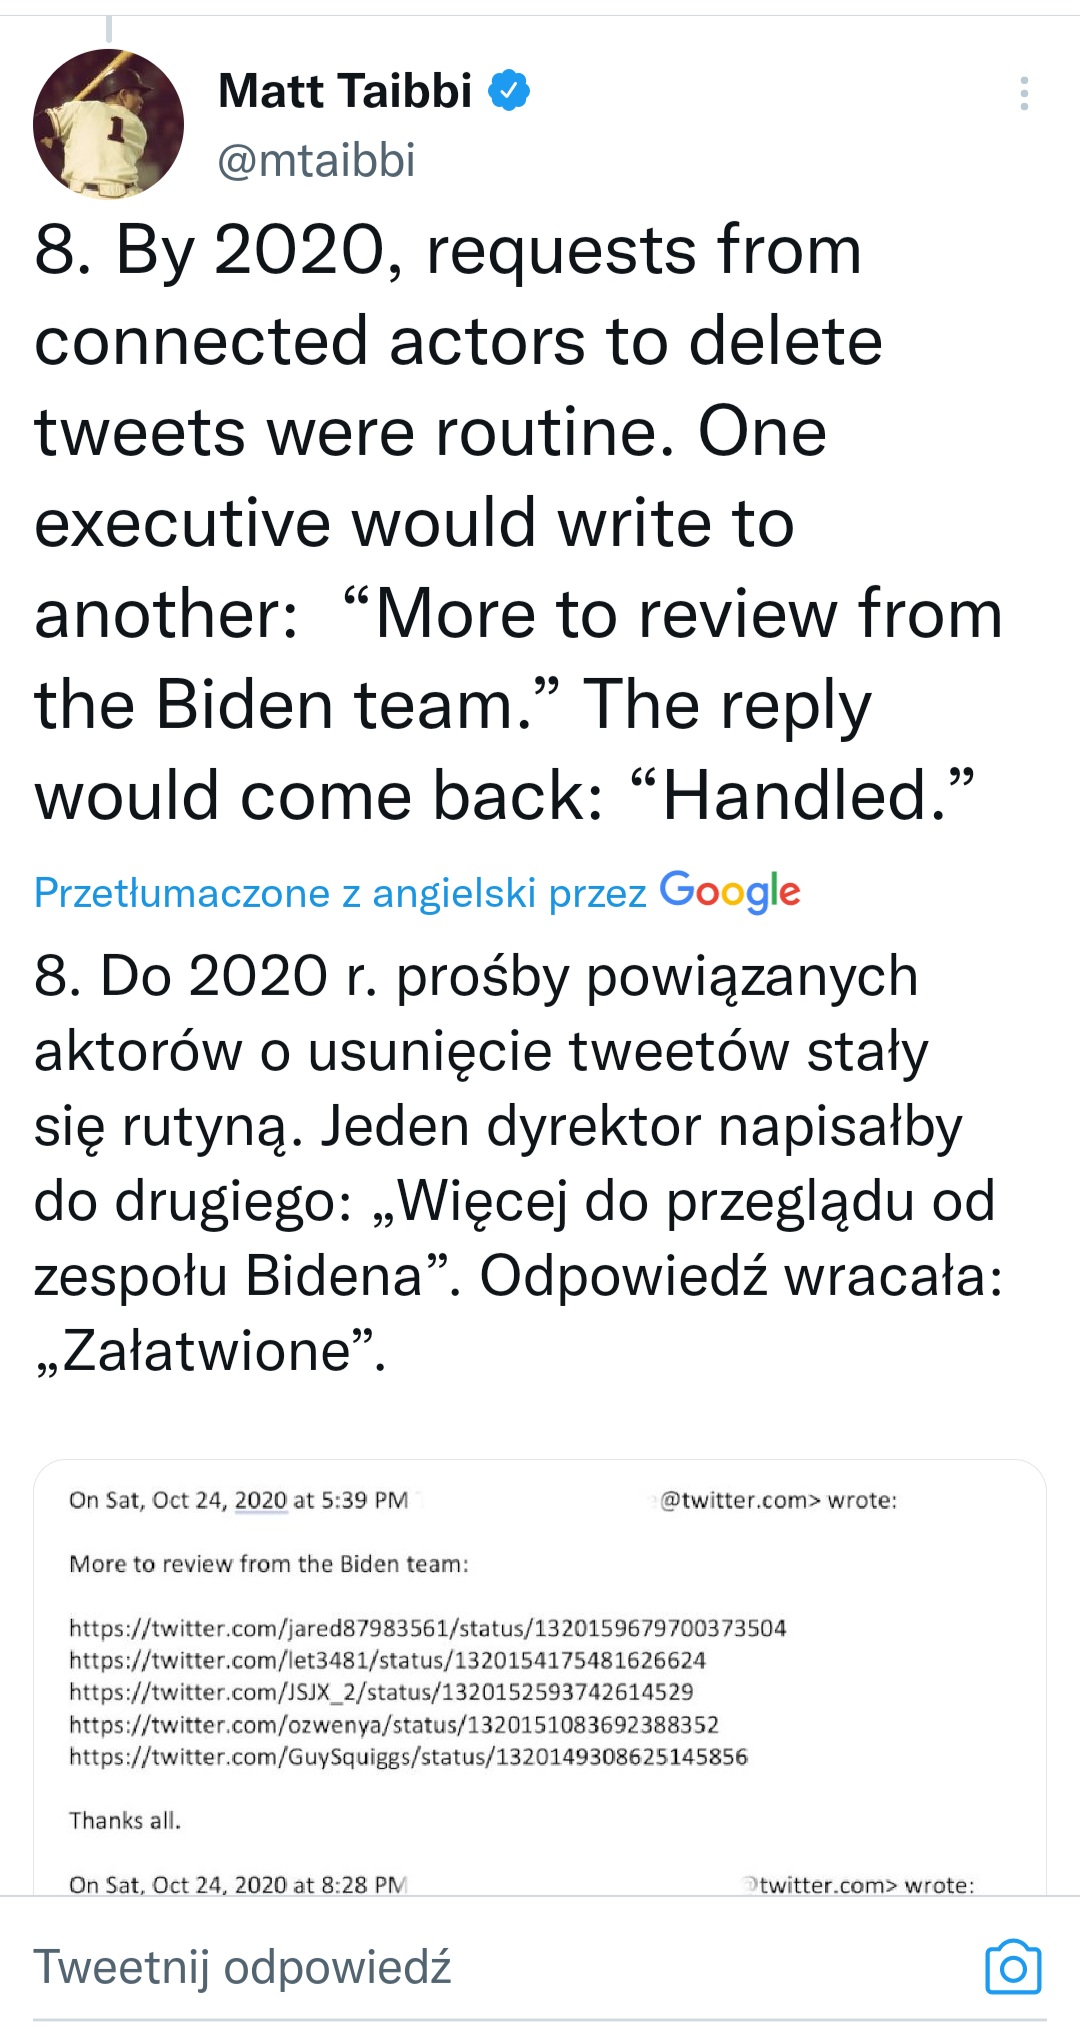 Matt Taibbi
@mtaibbi
8. By 2020, requests from
connected actors to delete
tweets were routine. One
executive would write to
another:  “More to review from
the Biden team.” The reply
would come back: “Handled.”
Przetłumaczone z angielski przez Google
8. Do 2020 r. prośby powiązanych
aktorów o usunięcie tweetów stały
się rutyną. Jeden dyrektor napisałby
do drugiego: „Więcej do przeglądu od
zespołu Bidena”. Odpowiedź wracała:
„Załatwione”.
On Sat, Oct 24, 2020 at 5:39 PM @twitter.com> wrote:
More to review from the Biden team:
https://twitter.com/jared87983561/status/1320159679700373504
https://twitter.com/let3481/status/1320154175481626624
https://twitter.com/JSJX_2/status/1320152593742614529
https://twitter.com/ozwenya/status/1320151083692388352
https://twitter.com/GuySquiggs/status/1320149308625145856
Thanks all.
On Sat, Oct 24, 2020 at 8:28 PM @twitter.com> wrote:
Tweetnij odpowiedź